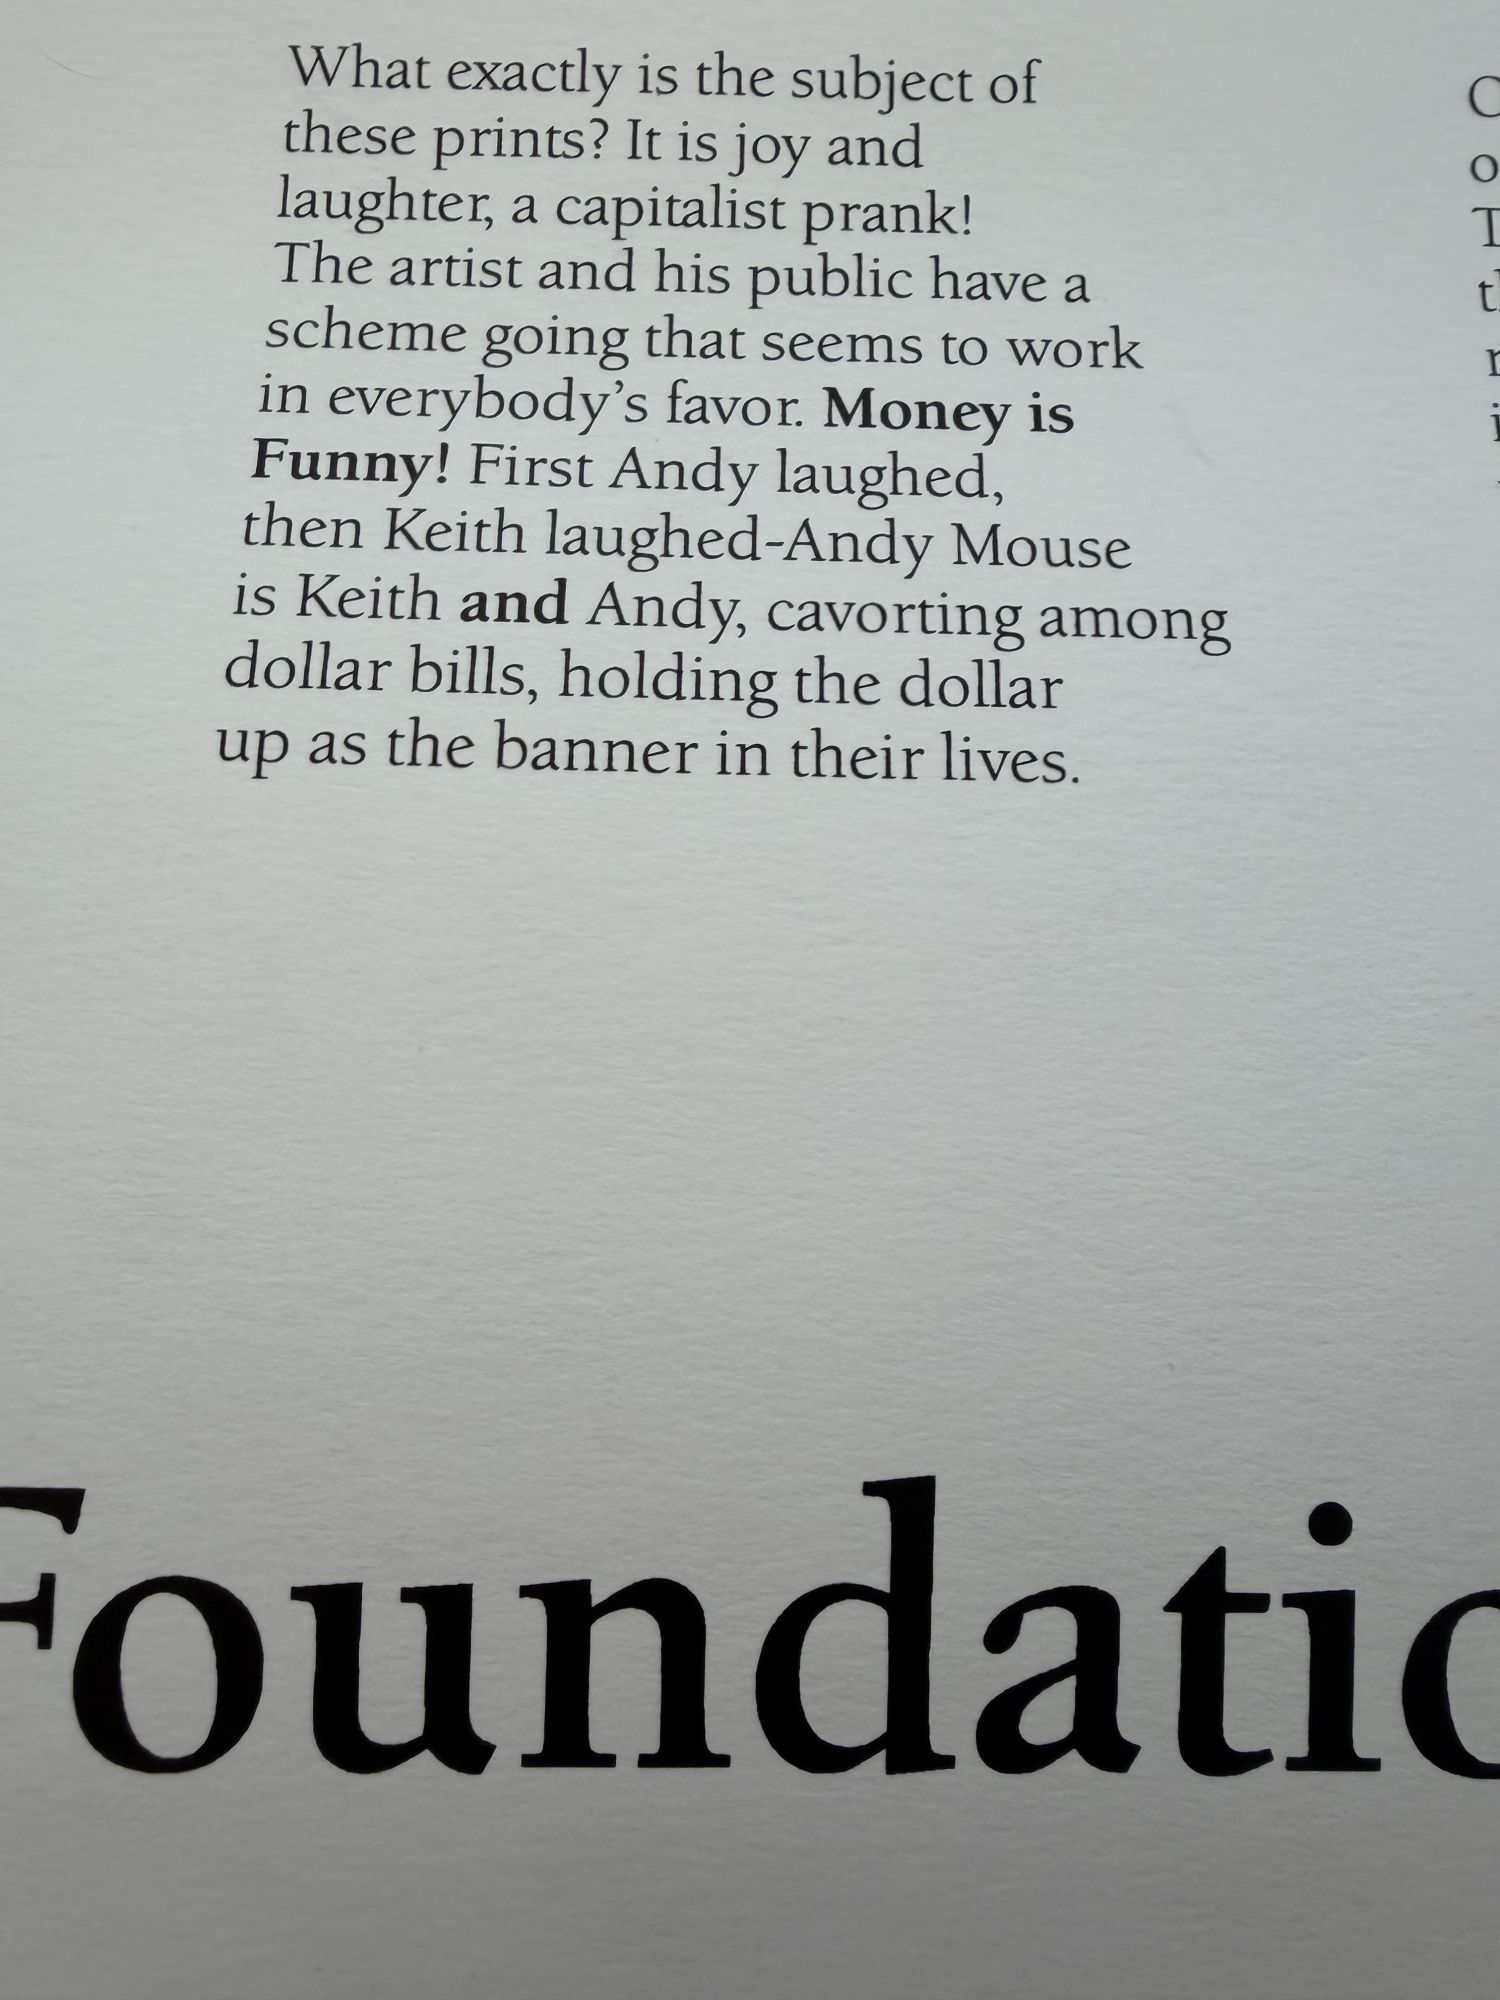 What exactly is the subject of
these prints? It is joy and
laughter, a capitalist prank!
The artist and his public have a
scheme going that seems to work
in everybody's favor. Money is
Funny! First Andy laughed,
then Keith laughed-Andy Mouse
is Keith and Andy, cavorting among
dollar bills, holding the dollar
up as the banner in their lives.
Foundatio